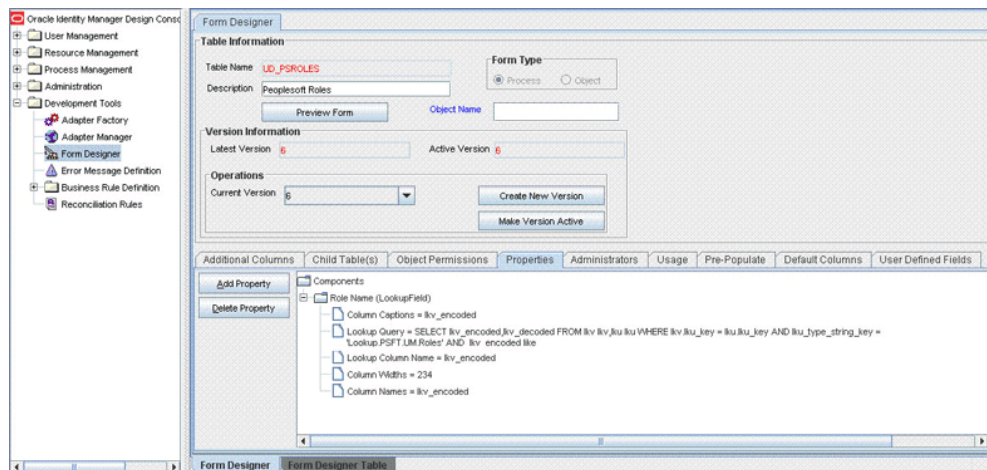 Oracle Identity Manager Design Conso
User Management
Resource Management
Process Management
Administration
Development Tools
Adapter Factory
Adapter Manager
Form Designer
Error Message Definition
Business Rule Definition
Reconciliation Rules
Form Designer
Table Information
Table Name UD_PSROLES
Form Type
Process Object
Description Peoplesoft Roles
Preview Form
Object Name
Version Information
Latest Version 6 Active Version 6
Operations
Current Version 6
Create New Version
Make Version Active
Additional Columns Child Table(s) Object Permissions Properties Administrators Usage Pre-Populate Default Columns User Defined Fields
Add Property
Delete Property
Components
Role Name (LookupField)
Column Captions = lkv_encoded
Lookup Query = SELECT lkv_encoded,lkv_decoded FROM lkv lkv,lku lku WHERE lkv.lku_key = lku.lku_key AND lku_type_string_key =
'Lookup.PSFT.UM.Roles' AND lkv_encoded like
Lookup Column Name = lkv_encoded
Column Widths = 234
Column Names = lkv_encoded
Form Designer Form Designer Table